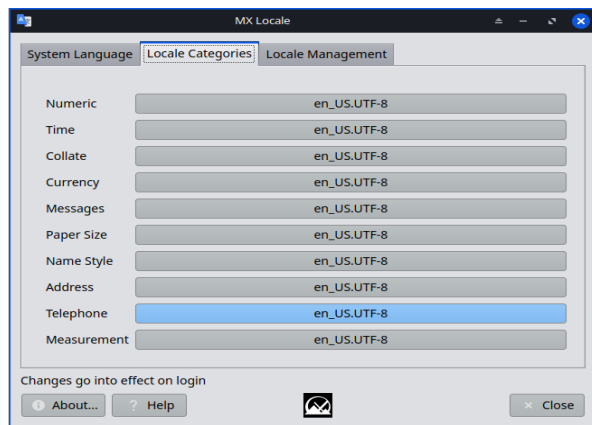 MX Locale
System Language Locale Categories Locale Management
Numeric en_US.UTF-8
Time en_US.UTF-8
Collate en_US.UTF-8
Currency en_US.UTF-8
Messages en_US.UTF-8
Paper Size en_US.UTF-8
Name Style en_US.UTF-8
Address en_US.UTF-8
Telephone en_US.UTF-8
Measurement en_US.UTF-8
Changes go into effect on login
About... ? Help Close